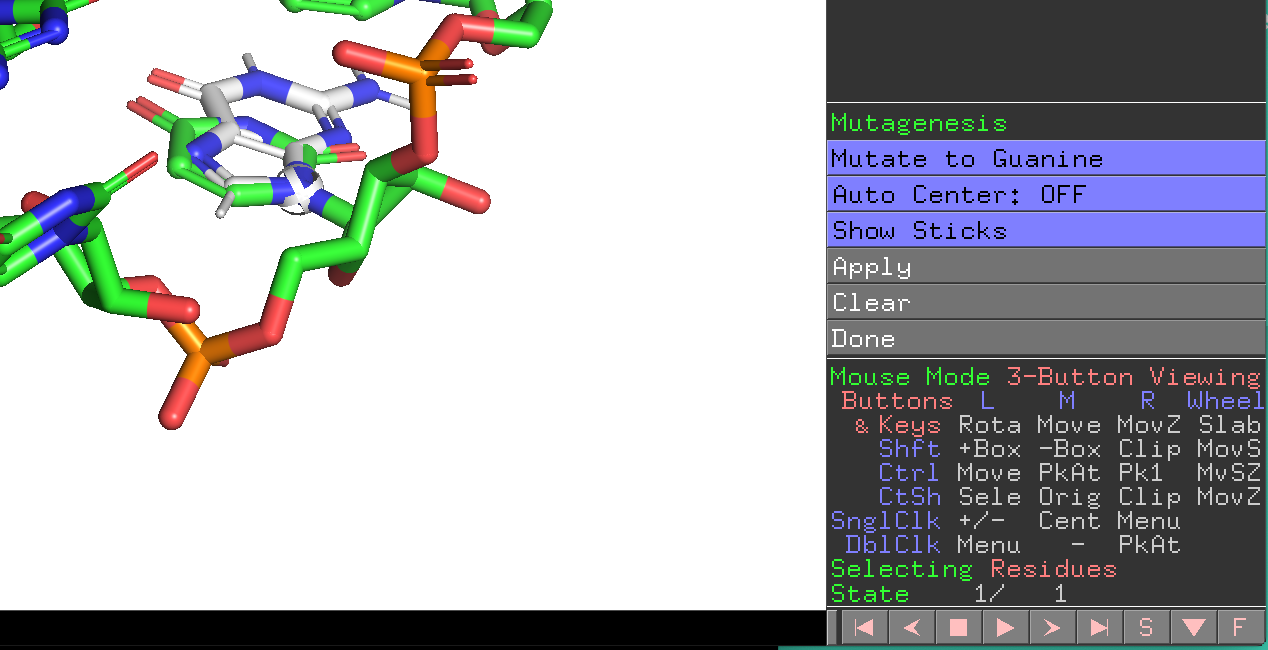 Mutagenesis
Mutate to Guanine
Auto Center: OFF
Show Sticks
Apply
Clear
Done
Mouse Mode 3-Button Viewing
Buttons L M R Wheel
& Keys Rota Move MovZ Slab
Shft +Box -Box Clip MovS
Ctrl Move PkAt Pk1 MvSZ
CtSh Sele Orig Clip MovZ
SnglClk +/- Cent Menu
DblClk Menu - PkAt
Selecting Residues
State 1/ 1
S F